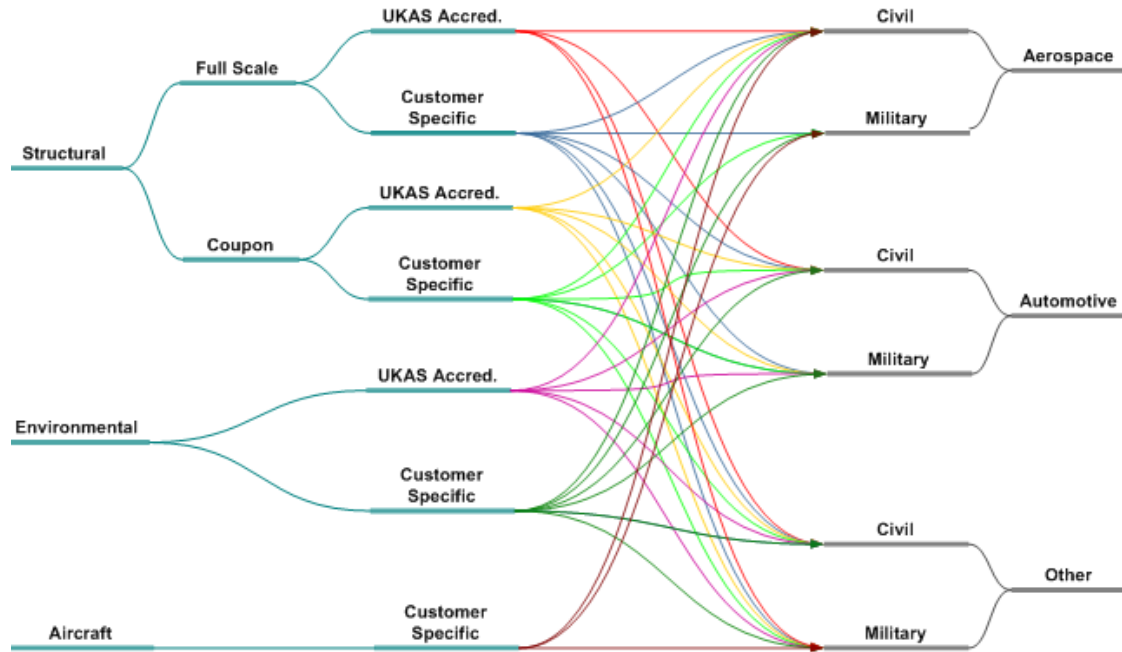 UKAS Accred.
Civil
Aerospace
Full Scale
Customer
Specific
Military
Structural
UKAS Accred.
Coupon
Customer
Specific
Civil
Automotive
Military
UKAS Accred.
Environmental
Customer
Specific
Civil
Other
Aircraft
Customer
Specific
Military